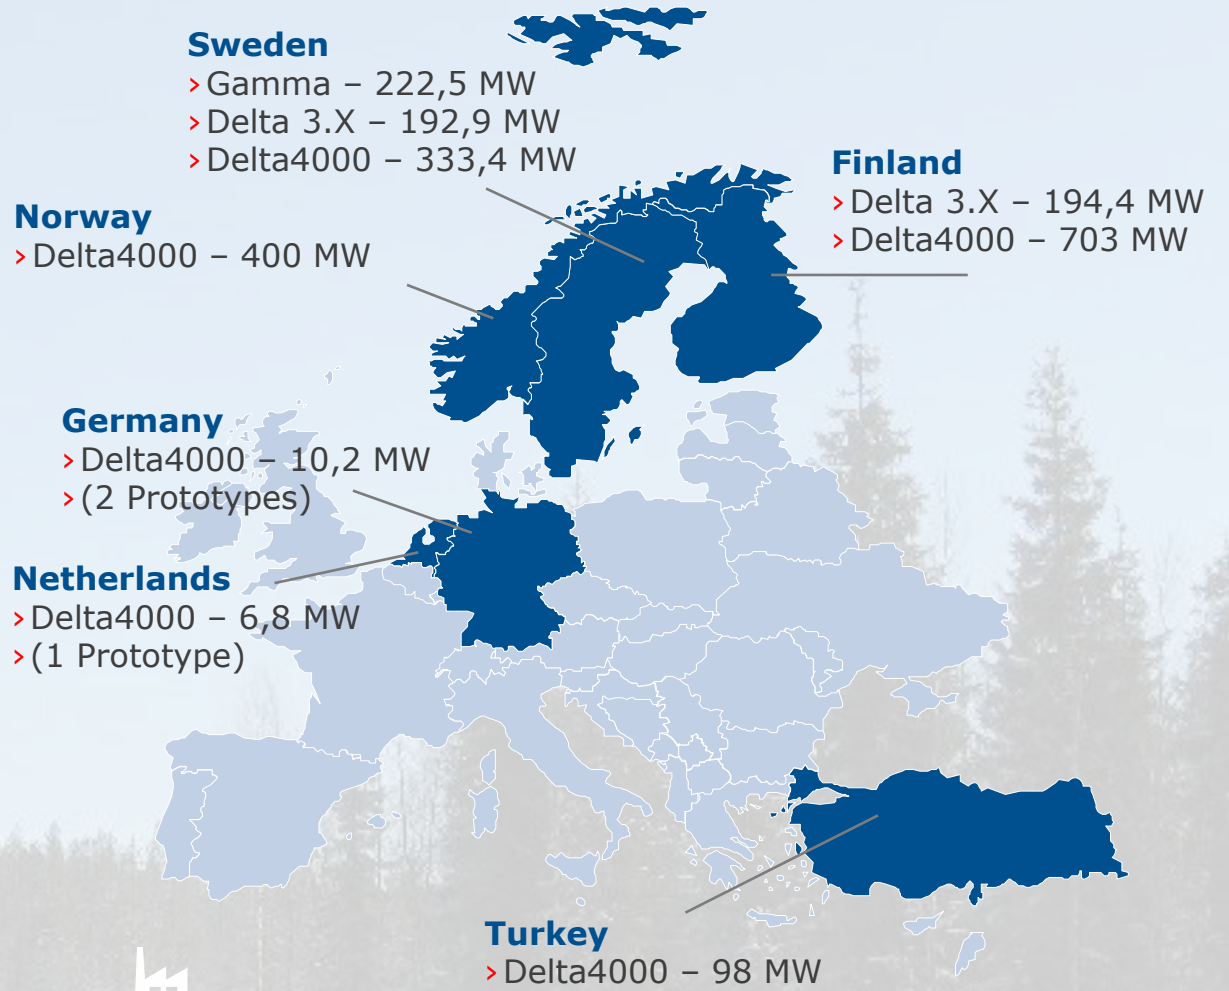 Sweden
› Gamma – 222,5 MW
› Delta 3.X – 192,9 MW
› Delta4000 – 333,4 MW
Finland
› Delta 3.X – 194,4 MW
› Delta4000 – 703 MW
Norway
› Delta4000 – 400 MW
Germany
› Delta4000 – 10,2 MW
› (2 Prototypes)
Netherlands
› Delta4000 – 6,8 MW
› (1 Prototype)
Turkey
› Delta4000 – 98 MW